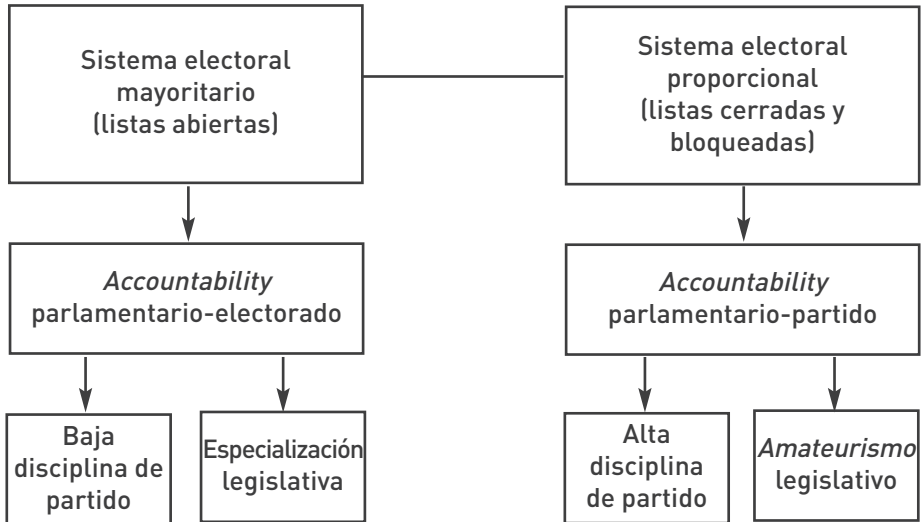 Sistema electoral
mayoritario
(listas abiertas)
Sistema electoral
proporcional
(listas cerradas y
bloqueadas)
Accountability
parlamentario-electorado
Accountability
parlamentario-partido
Baja
disciplina de
partido
Especialización
legislativa
Alta
disciplina
de partido
Amateurismo
legislativo